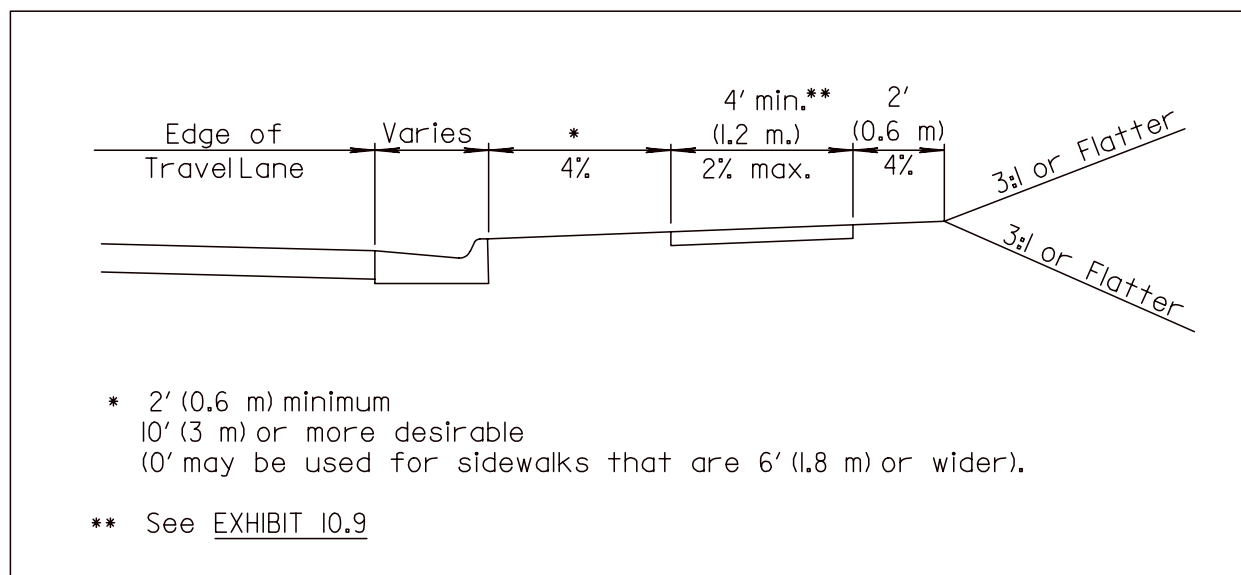 Edge of
Travel Lane
Varies
*
4%
4' min.**
(1.2 m.)
2% max.
2'
(0.6 m)
4%
3:1 or Flatter
3:1 or Flatter
* 2' (0.6 m) minimum
10' (3 m) or more desirable
(0' may be used for sidewalks that are 6' (1.8 m) or wider).
** See EXHIBIT 10.9